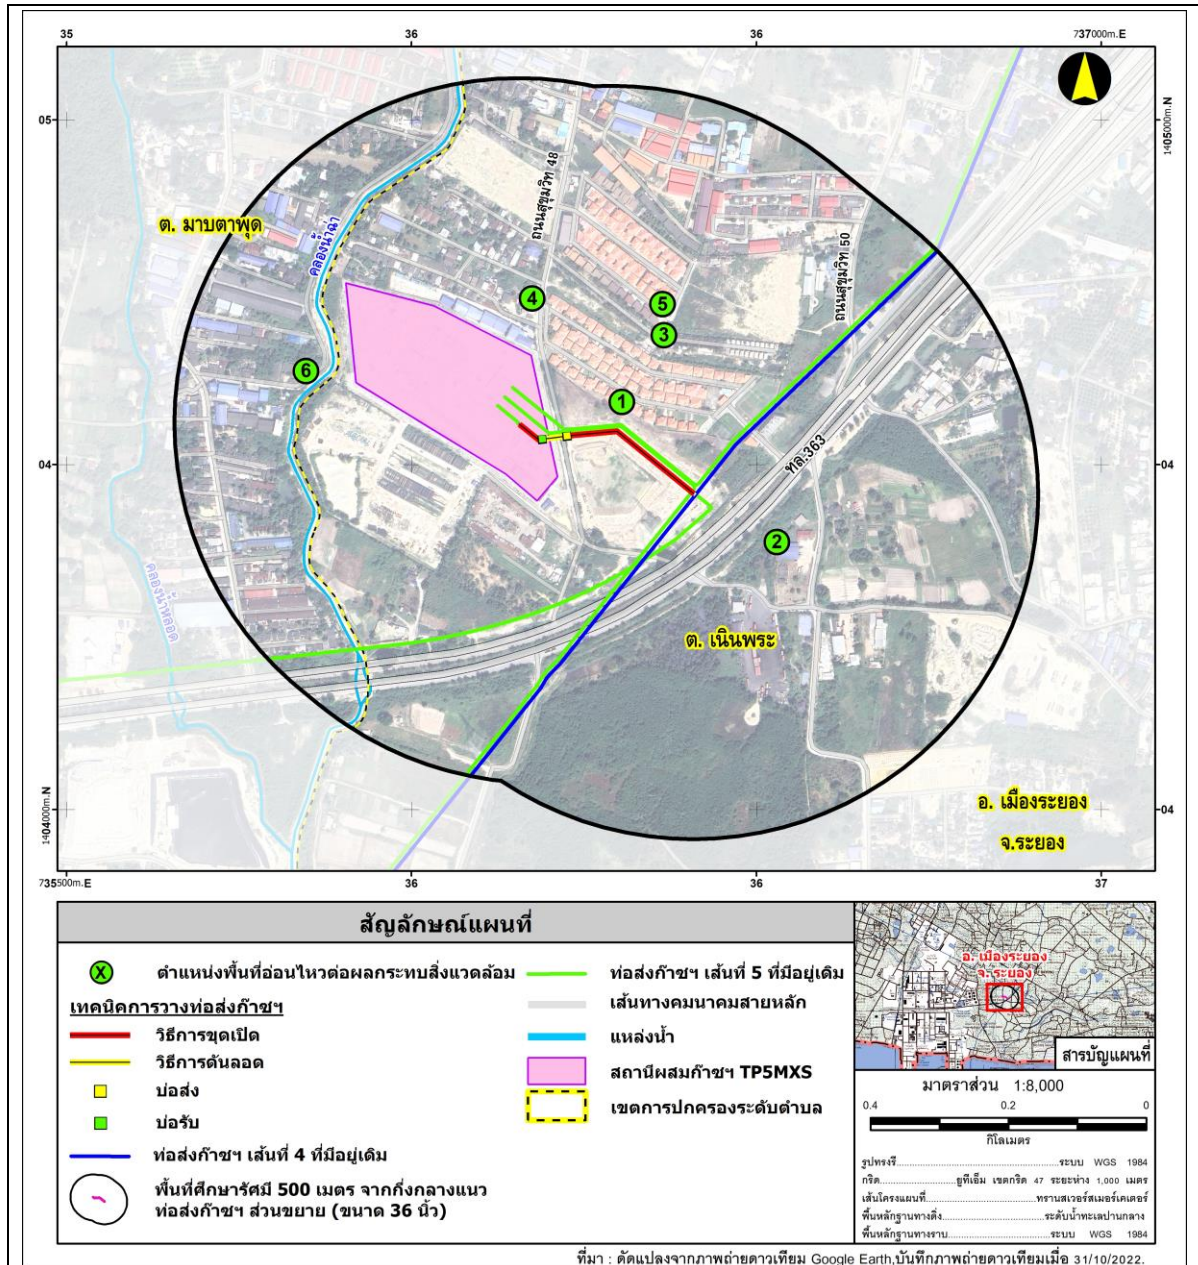 35
36
36
737000m.E
05
1405000m.N
ถนนสุขุมวิท 48
ต. มาบตาพุด
คลองน้ำฉ่า
ถนนสุขุมวิท 50
4
5
3
6
1
04
04
ทล.363
2
คลองน้ำหลอด
ต. เนินพระ
อ. เมืองระยอง
จ.ระยอง
1404000m.N
04
735500m.E
36
36
37
สัญลักษณ์แผนที่
X ตำแหน่งพื้นที่อ่อนไหวต่อผลกระทบสิ่งแวดล้อม
เทคนิคการวางท่อส่งก๊าซฯ
วิธีการขุดเปิด
วิธีการดันลอด
บ่อส่ง
บ่อรับ
ท่อส่งก๊าซฯ เส้นที่ 4 ที่มีอยู่เดิม
พื้นที่ศึกษารัศมี 500 เมตร จากกึ่งกลางแนว
ท่อส่งก๊าซฯ ส่วนขยาย (ขนาด 36 นิ้ว)
ท่อส่งก๊าซฯ เส้นที่ 5 ที่มีอยู่เดิม
เส้นทางคมนาคมสายหลัก
แหล่งน้ำ
สถานีผสมก๊าซฯ TP5MXS
เขตการปกครองระดับตำบล
อ. เมืองระยอง
จ. ระยอง
สารบัญแผนที่
มาตราส่วน 1:8,000
0.4 0.2 0
กิโลเมตร
รูปทรงรี..........ระบบ WGS 1984
กริด..........ยูทีเอ็ม เขตกริด 47 ระยะห่าง 1,000 เมตร
เส้นโครงแผนที่..........ทรานสเวอร์สเมอร์เคเตอร์
พื้นหลักฐานทางดิ่ง..........ระดับน้ำทะเลปานกลาง
พื้นหลักฐานทางราบ..........ระบบ WGS 1984
ที่มา : ดัดแปลงจากภาพถ่ายดาวเทียม Google Earth,บันทึกภาพถ่ายดาวเทียมเมื่อ 31/10/2022.